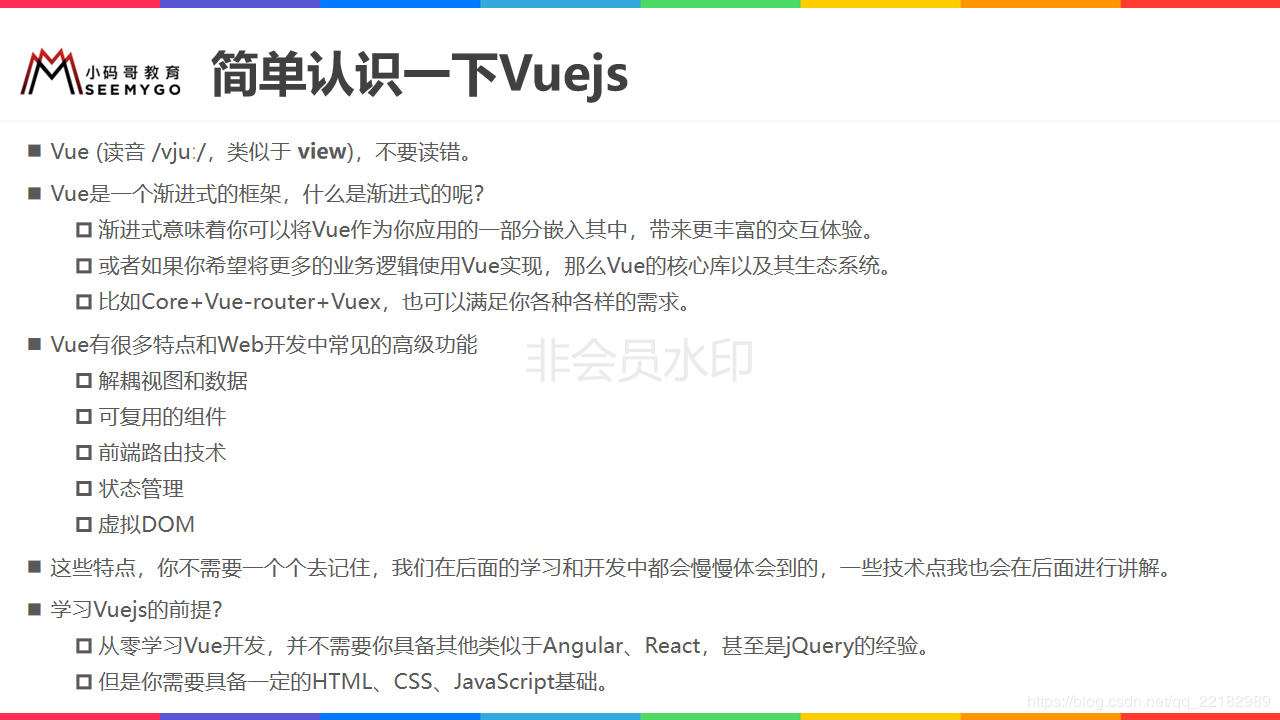 小码哥教育
SEEMYGO
简单认识一下Vuejs
Vue (读音 /vjuː/，类似于 view)，不要读错。
Vue是一个渐进式的框架，什么是渐进式的呢？
渐进式意味着你可以将Vue作为你应用的一部分嵌入其中，带来更丰富的交互体验。
或者如果你希望将更多的业务逻辑使用Vue实现，那么Vue的核心库以及其生态系统。
比如Core+Vue-router+Vuex，也可以满足你各种各样的需求。
Vue有很多特点和Web开发中常见的高级功能
非会员水印
解耦视图和数据
可复用的组件
前端路由技术
状态管理
虚拟DOM
这些特点，你不需要一个个去记住，我们在后面的学习和开发中都会慢慢体会到的，一些技术点我也会在后面进行讲解。
学习Vuejs的前提？
从零学习Vue开发，并不需要你具备其他类似于Angular、React，甚至是jQuery的经验。
但是你需要具备一定的HTML、CSS、JavaScript基础。
https://blog.csdn.net/qq_22182989